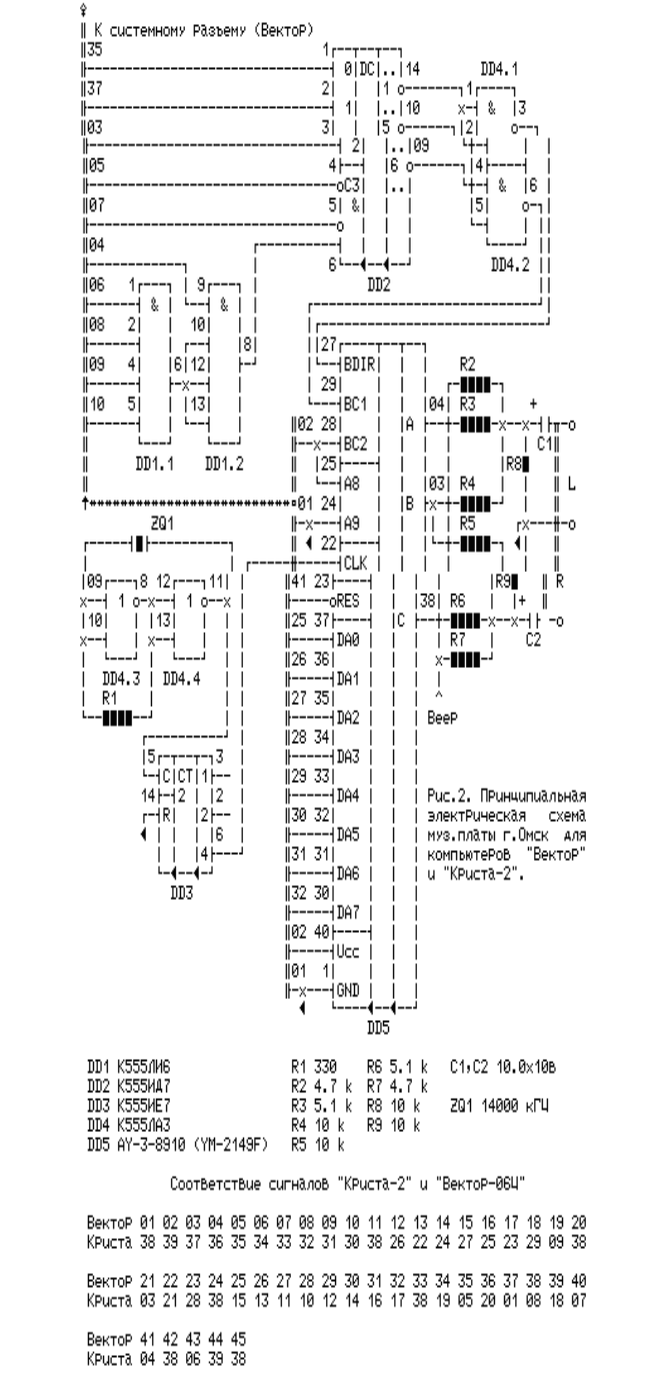 К системному разъему (Вектор)
35 1
0 DC 14 DD4.1
37 2 1 1
1 10 & 3
03 3 5 2
2 09
05 4 6 4
C3 & 6
07 5 & 5
04
6 DD4.2
06 1 9 DD2
& &
08 2 10
8 27
09 4 6 12 BDIR R2
29
10 5 13 BC1 04 R3 +
02 28 A
DD1.1 DD1.2 BC2 C1
25 R8
A8 03 R4 L
01 24 B
ZQ1 A9 R5
22
CLK
09 8 12 11 41 23 R9 R
1 1 RES 38 R6 +
10 13 25 37 C
DA0 R7 C2
DD4.3 DD4.4 26 36
R1 DA1
27 35
DA2 Beep
5 3 28 34
C CT 1 DA3
29 33
14 2 2 DA4 Рис.2. Принципиальная
R 2 30 32 электрическая схема
6 DA5 муз.платы г.Омск для
4 31 31 компьютеров "Вектор"
DA6 и "Криста-2".
DD3 32 30
DA7
02 40
Ucc
01 1
GND
DD5
DD1 К555ЛИ6 R1 330 R6 5.1 k C1,C2 10.0x10в
DD2 К555ИД7 R2 4.7 k R7 4.7 k
DD3 К555ИЕ7 R3 5.1 k R8 10 k ZQ1 14000 кГЦ
DD4 К555ЛА3 R4 10 k R9 10 k
DD5 AY-3-8910 (YM-2149F) R5 10 k
Соответствие сигналов "Криста-2" и "Вектор-06Ц"
Вектор 01 02 03 04 05 06 07 08 09 10 11 12 13 14 15 16 17 18 19 20
Криста 38 39 37 36 35 34 33 32 31 30 38 26 22 24 27 25 23 29 09 38
Вектор 21 22 23 24 25 26 27 28 29 30 31 32 33 34 35 36 37 38 39 40
Криста 03 21 28 38 15 13 11 10 12 14 16 17 38 19 05 20 01 08 18 07
Вектор 41 42 43 44 45
Криста 04 38 06 39 38